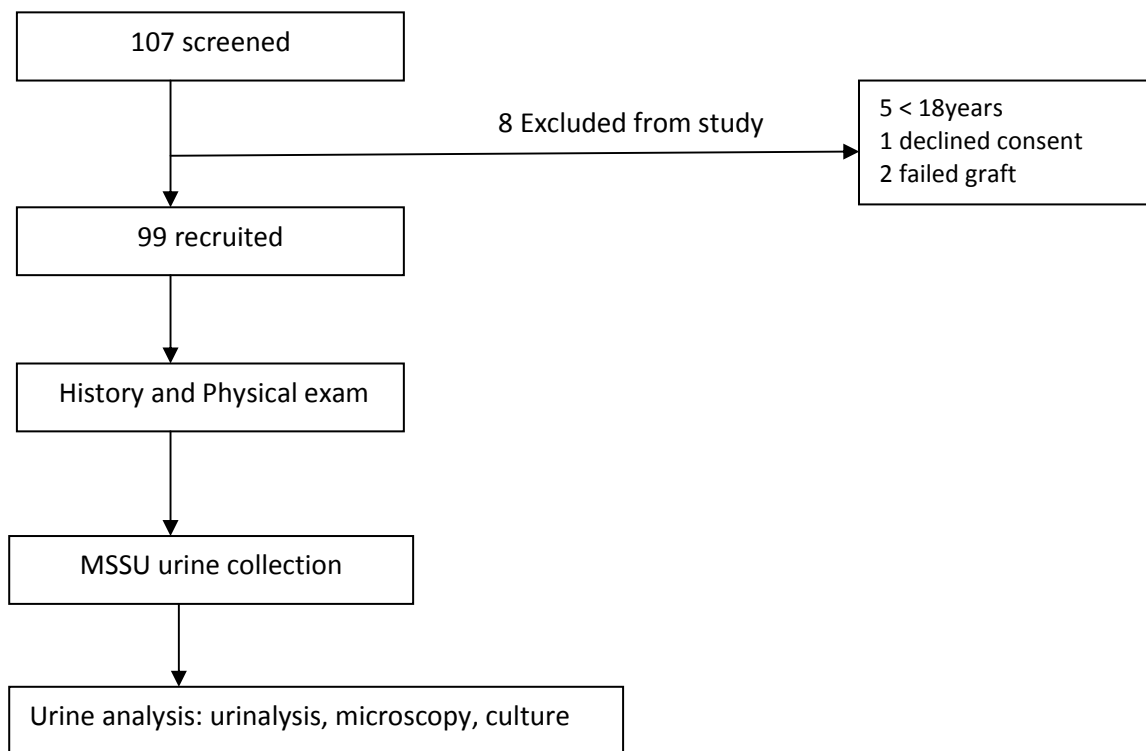 107 screened
8 Excluded from study
5 < 18years
1 declined consent
2 failed graft
99 recruited
History and Physical exam
MSSU urine collection
Urine analysis: urinalysis, microscopy, culture